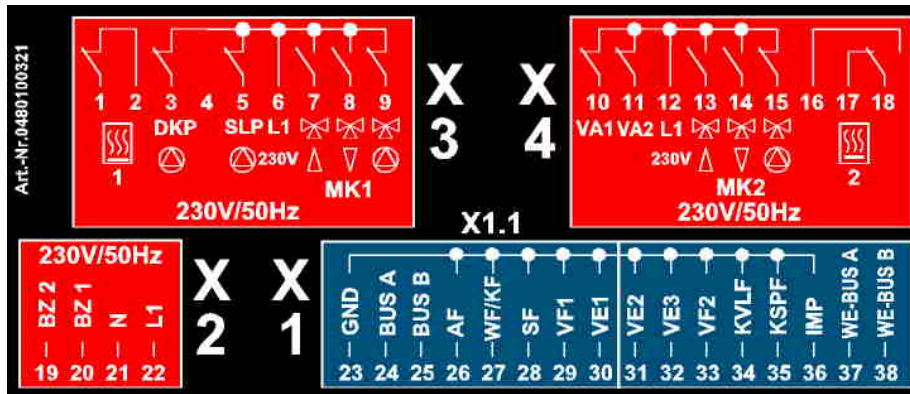 Art.-Nr.0480100321
1 2 3 4 5 6 7 8 9
DKP SLP L1
230V
1
MK1
230V/50Hz
X
3
X
4
10 11 12 13 14 15 16 17 18
VA1 VA2 L1
230V
2
MK2
230V/50Hz
X1.1
230V/50Hz
BZ 2
BZ 1
N
L1
19 20 21 22
X
2
X
1
GND
BUS A
BUS B
AF
WF/KF
SF
VF1
VE1
VE2
VE3
VF2
KVLF
KSPF
IMP
WE-BUS A
WE-BUS B
23 24 25 26 27 28 29 30 31 32 33 34 35 36 37 38